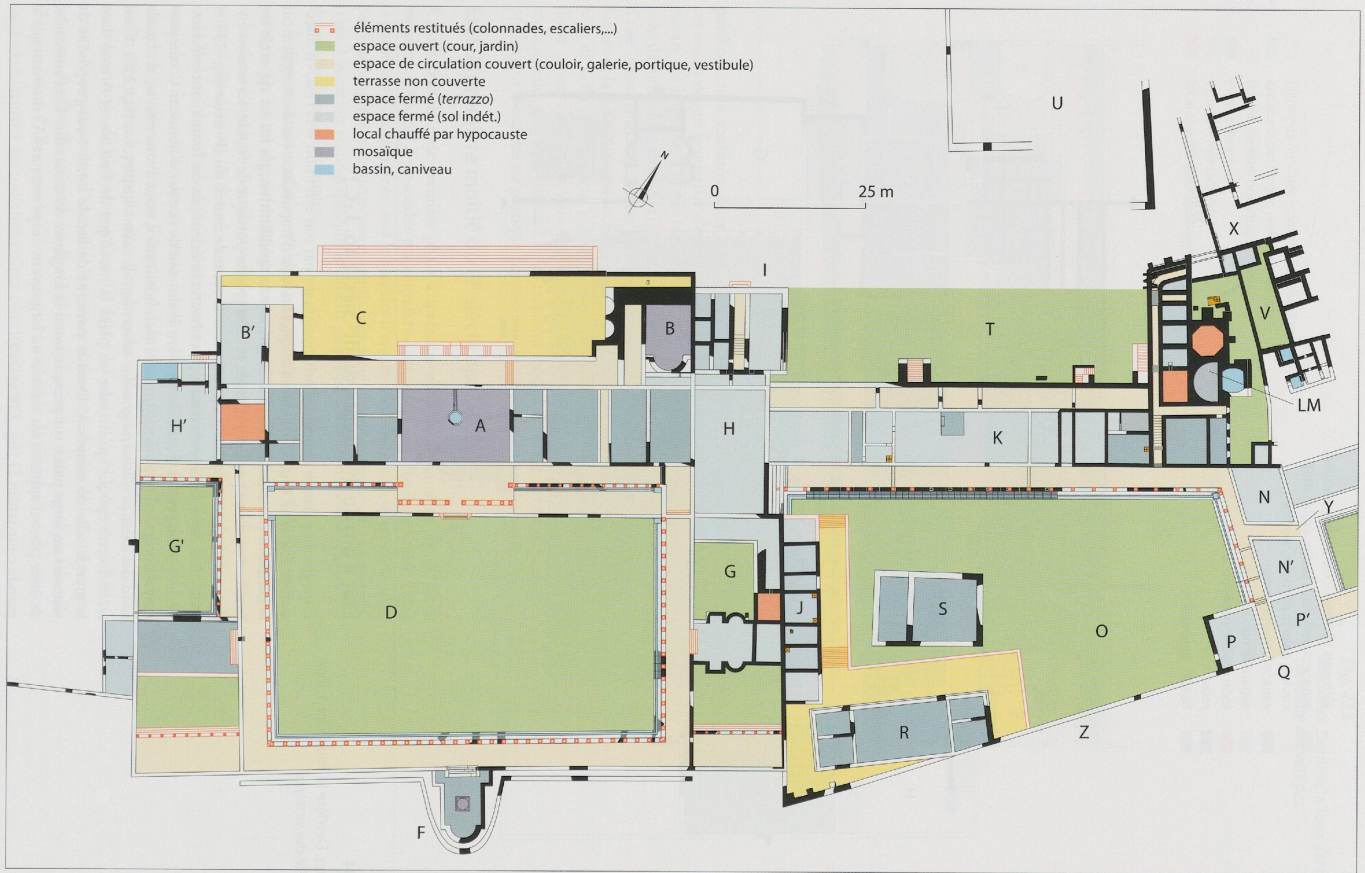 éléments restitués (colonnades, escaliers,...)
espace ouvert (cour, jardin)
espace de circulation couvert (couloir, galerie, portique, vestibule)
terrasse non couverte
espace fermé (terrazzo)
espace fermé (sol indét.)
local chauffé par hypocauste
mosaïque
bassin, caniveau
N
0 25 m
U
X
I
V
B'
C
B
T
LM
H'
A
H
K
N
Y
G'
G
N'
D
J
S
O
P
P'
Q
R
Z
F